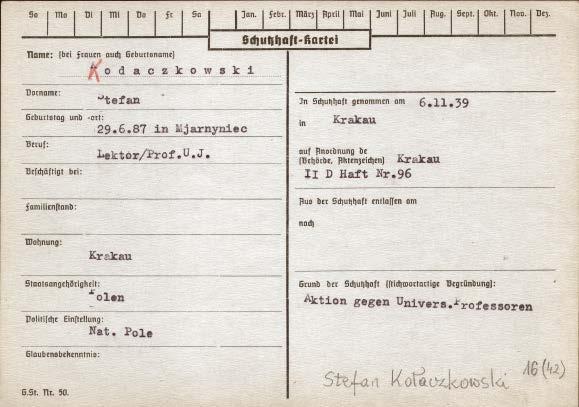 So Mo Di Mi Do Fr Sa Jan. Febr. März April Mai Juni Juli Aug. Sept. Okt. Nov. Dez.
Schutzhaft-Kartei
Name: (bei Frauen auch Geburtsname)
Kodaczkowski
Vorname:
Stefan
Geburtstag und -ort:
29.6.87 in Mjarnyniec
Beruf:
Lektor/Prof.U.J.
Beschäftigt bei:
Familienstand:
Wohnung:
Krakau
Staatsangehörigkeit:
Polen
Politische Einstellung:
Nat. Pole
Glaubensbekenntnis:
G.St. Nr. 50.
In Schutzhaft genommen am 6.11.39
in Krakau
auf Anordnung de
(Behörde, Aktenzeichen) Krakau
II D Haft Nr.96
Aus der Schutzhaft entlassen am
nach
Grund der Schutzhaft (stichwortartige Begründung):
Aktion gegen Univers.Professoren
Stefan Kołaczkowski 16(42)